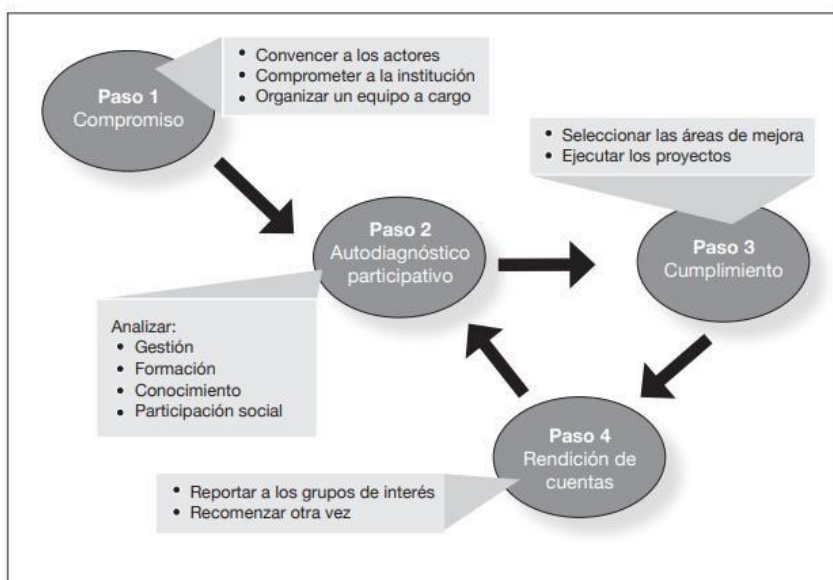 Paso 1
Compromiso
• Convencer a los actores
• Comprometer a la institución
• Organizar un equipo a cargo
Paso 2
Autodiagnóstico
participativo
Analizar:
• Gestión
• Formación
• Conocimiento
• Participación social
• Seleccionar las áreas de mejora
• Ejecutar los proyectos
Paso 3
Cumplimiento
Paso 4
Rendición de
cuentas
• Reportar a los grupos de interés
• Recomenzar otra vez